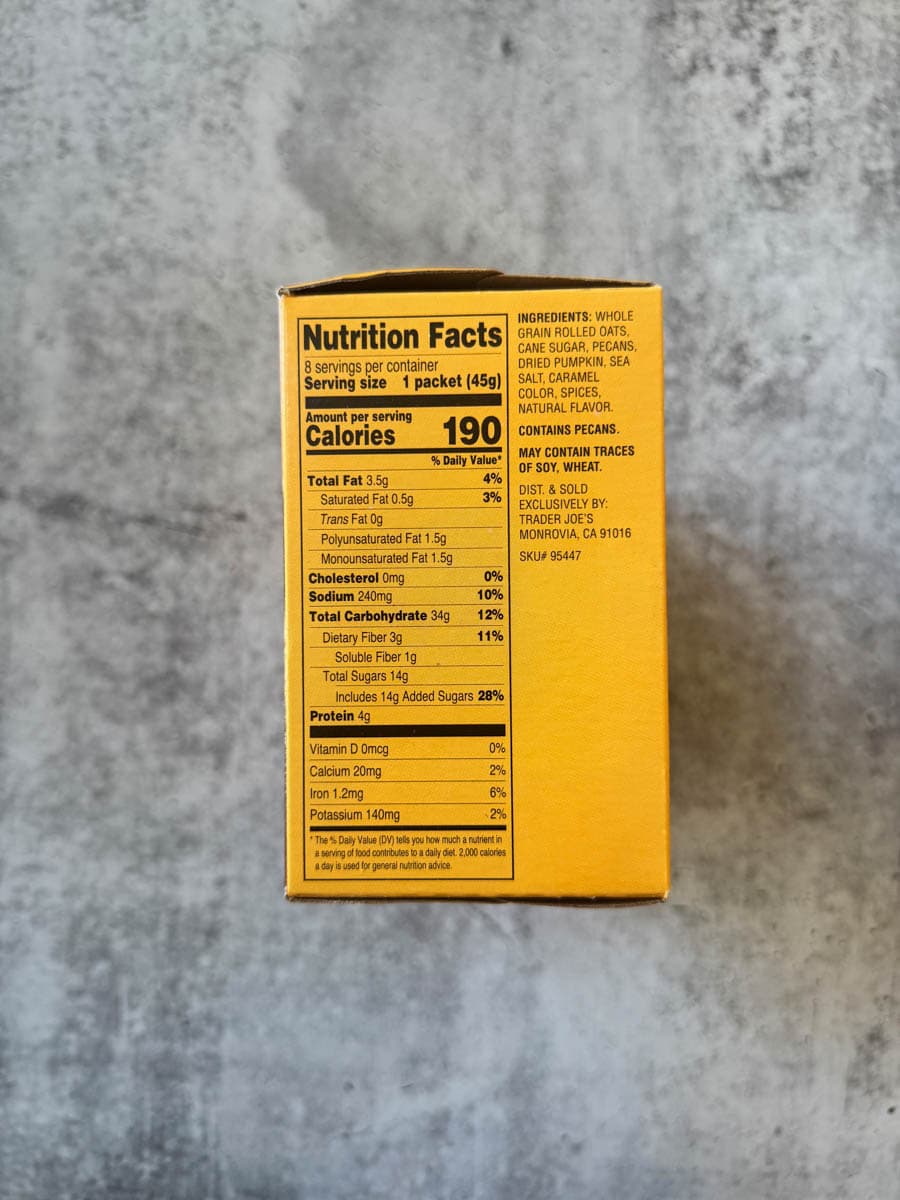 Nutrition Facts
8 servings per container
Serving size 1 packet (45g)
Amount per serving
Calories 190
% Daily Value*
Total Fat 3.5g 4%
Saturated Fat 0.5g 3%
Trans Fat 0g
Polyunsaturated Fat 1.5g
Monounsaturated Fat 1.5g
Cholesterol 0mg 0%
Sodium 240mg 10%
Total Carbohydrate 34g 12%
Dietary Fiber 3g 11%
Soluble Fiber 1g
Total Sugars 14g
Includes 14g Added Sugars 28%
Protein 4g
Vitamin D 0mcg 0%
Calcium 20mg 2%
Iron 1.2mg 6%
Potassium 140mg 2%
* The % Daily Value (DV) tells you how much a nutrient in
a serving of food contributes to a daily diet. 2,000 calories
a day is used for general nutrition advice.
INGREDIENTS: WHOLE
GRAIN ROLLED OATS,
CANE SUGAR, PECANS,
DRIED PUMPKIN, SEA
SALT, CARAMEL
COLOR, SPICES,
NATURAL FLAVOR.
CONTAINS PECANS.
MAY CONTAIN TRACES
OF SOY, WHEAT.
DIST. & SOLD
EXCLUSIVELY BY:
TRADER JOE'S
MONROVIA, CA 91016
SKU# 95447